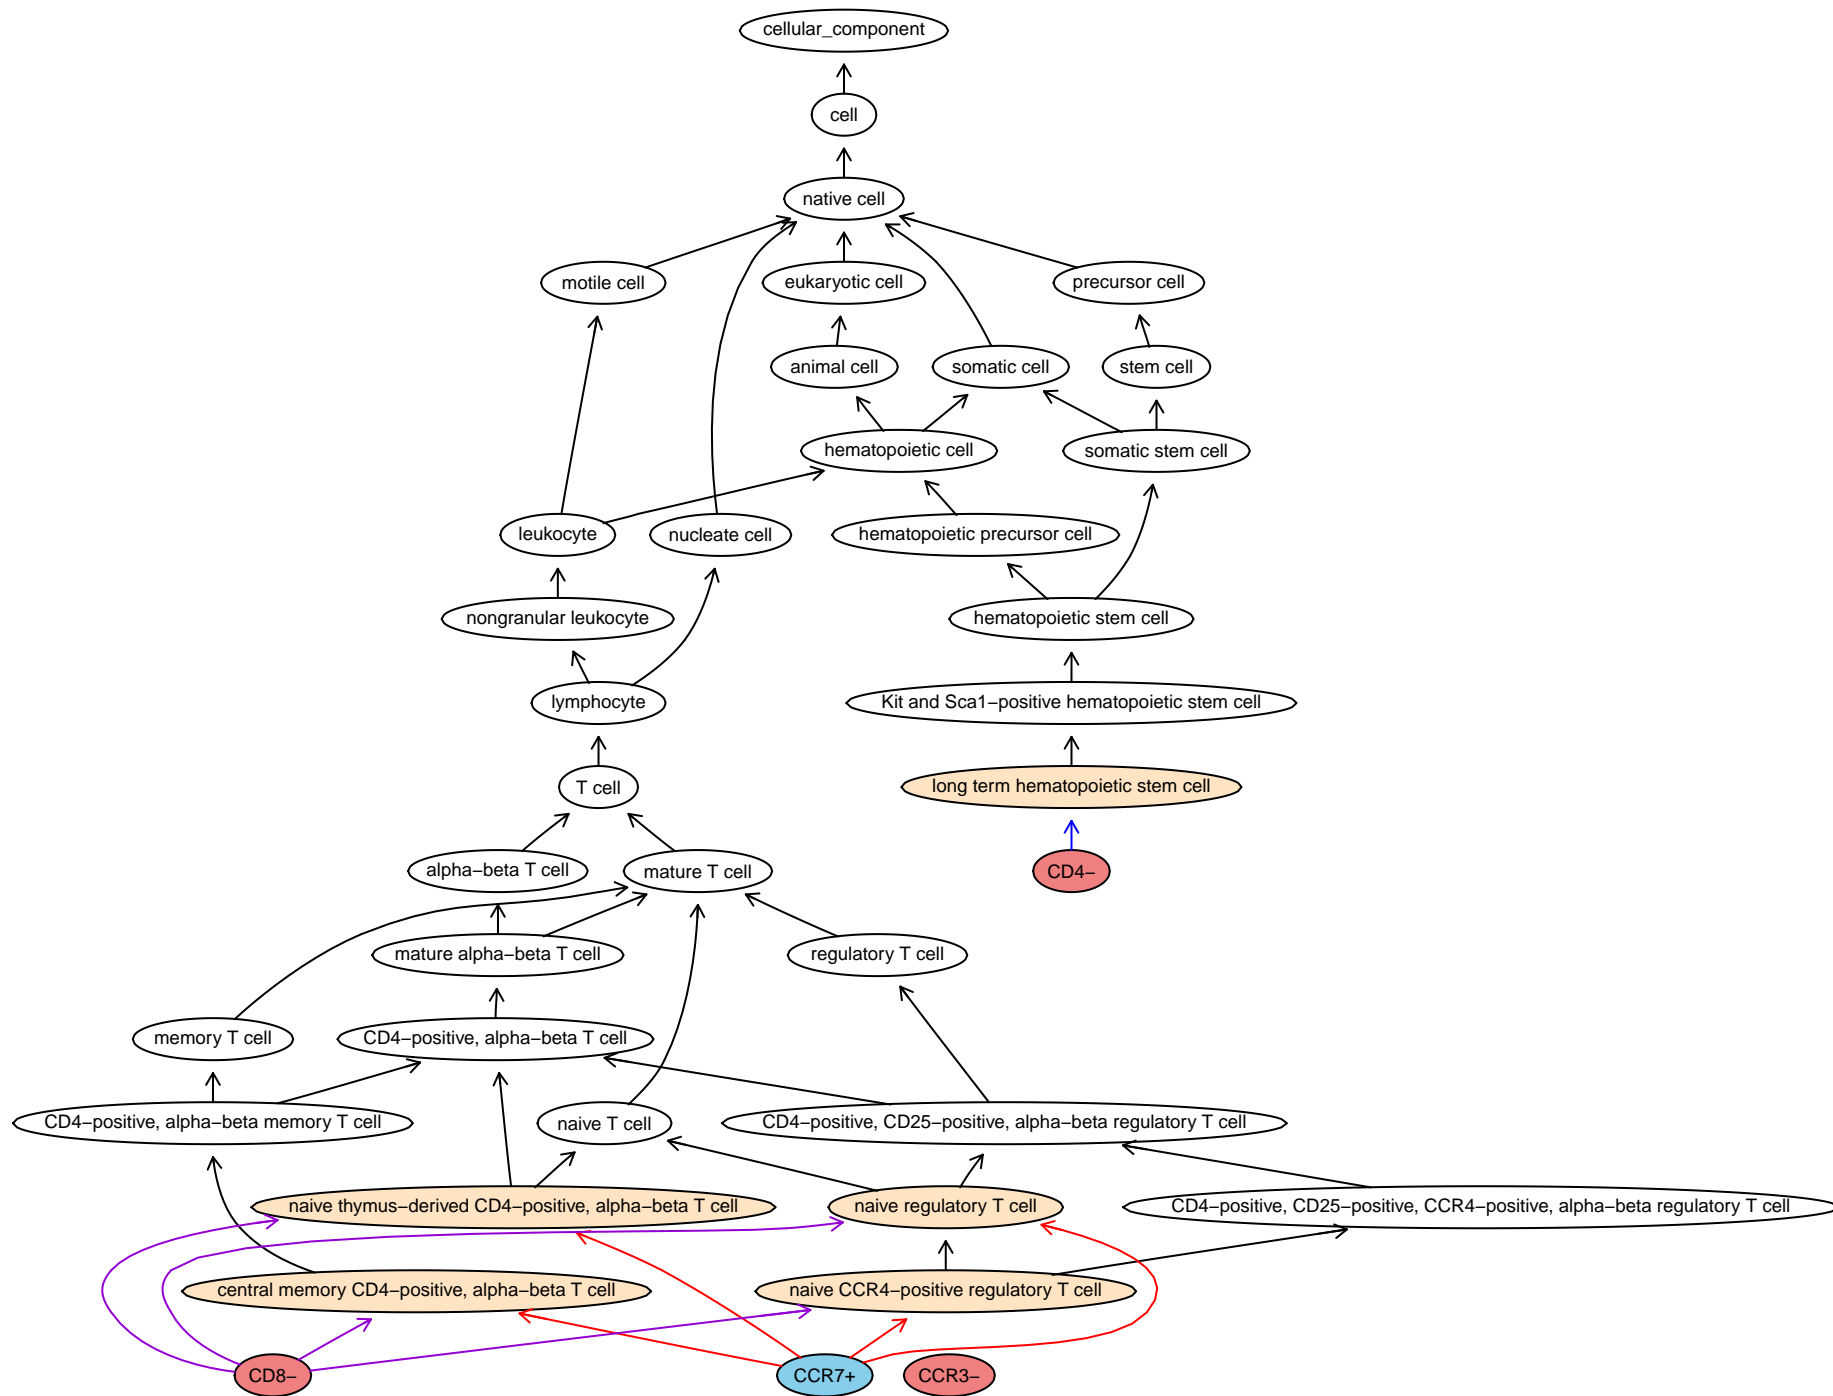 cellular_component
cell
native cell
motile cell
eukaryotic cell
precursor cell
animal cell
somatic cell
stem cell
hematopoietic cell
somatic stem cell
leukocyte
nucleate cell
hematopoietic precursor cell
nongranular leukocyte
hematopoietic stem cell
lymphocyte
Kit and Sca1−positive hematopoietic stem cell
T cell
long term hematopoietic stem cell
alpha−beta T cell
mature T cell
CD4−
mature alpha−beta T cell
regulatory T cell
memory T cell
CD4−positive, alpha−beta T cell
CD4−positive, alpha−beta memory T cell
naive T cell
CD4−positive, CD25−positive, alpha−beta regulatory T cell
naive thymus−derived CD4−positive, alpha−beta T cell
naive regulatory T cell
CD4−positive, CD25−positive, CCR4−positive, alpha−beta regulatory T cell
central memory CD4−positive, alpha−beta T cell
naive CCR4−positive regulatory T cell
CD8−
CCR7+
CCR3−